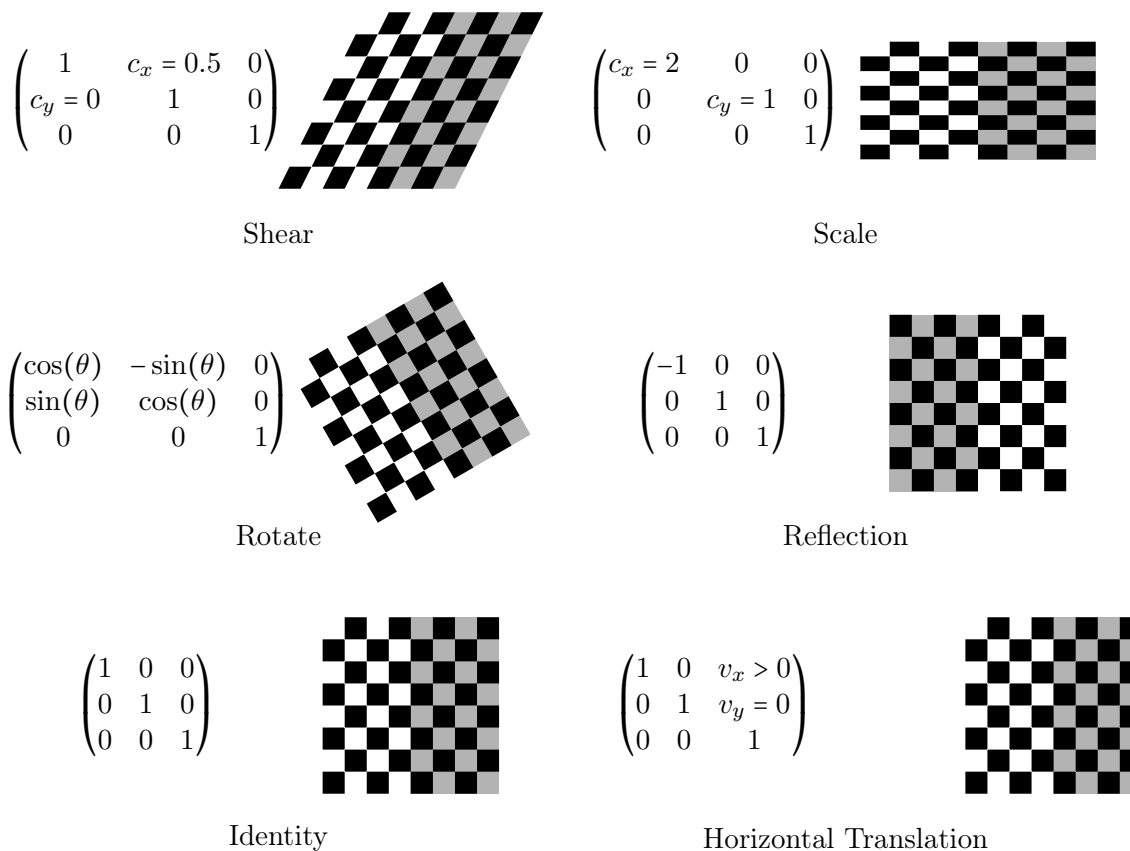 1 c_x = 0.5 0
c_y = 0 1 0
0 0 1
Shear
c_x = 2 0 0
0 c_y = 1 0
0 0 1
Scale
cos(θ) − sin(θ) 0
sin(θ) cos(θ) 0
0 0 1
Rotate
−1 0 0
0 1 0
0 0 1
Reflection
1 0 0
0 1 0
0 0 1
Identity
1 0 v_x > 0
0 1 v_y = 0
0 0 1
Horizontal Translation